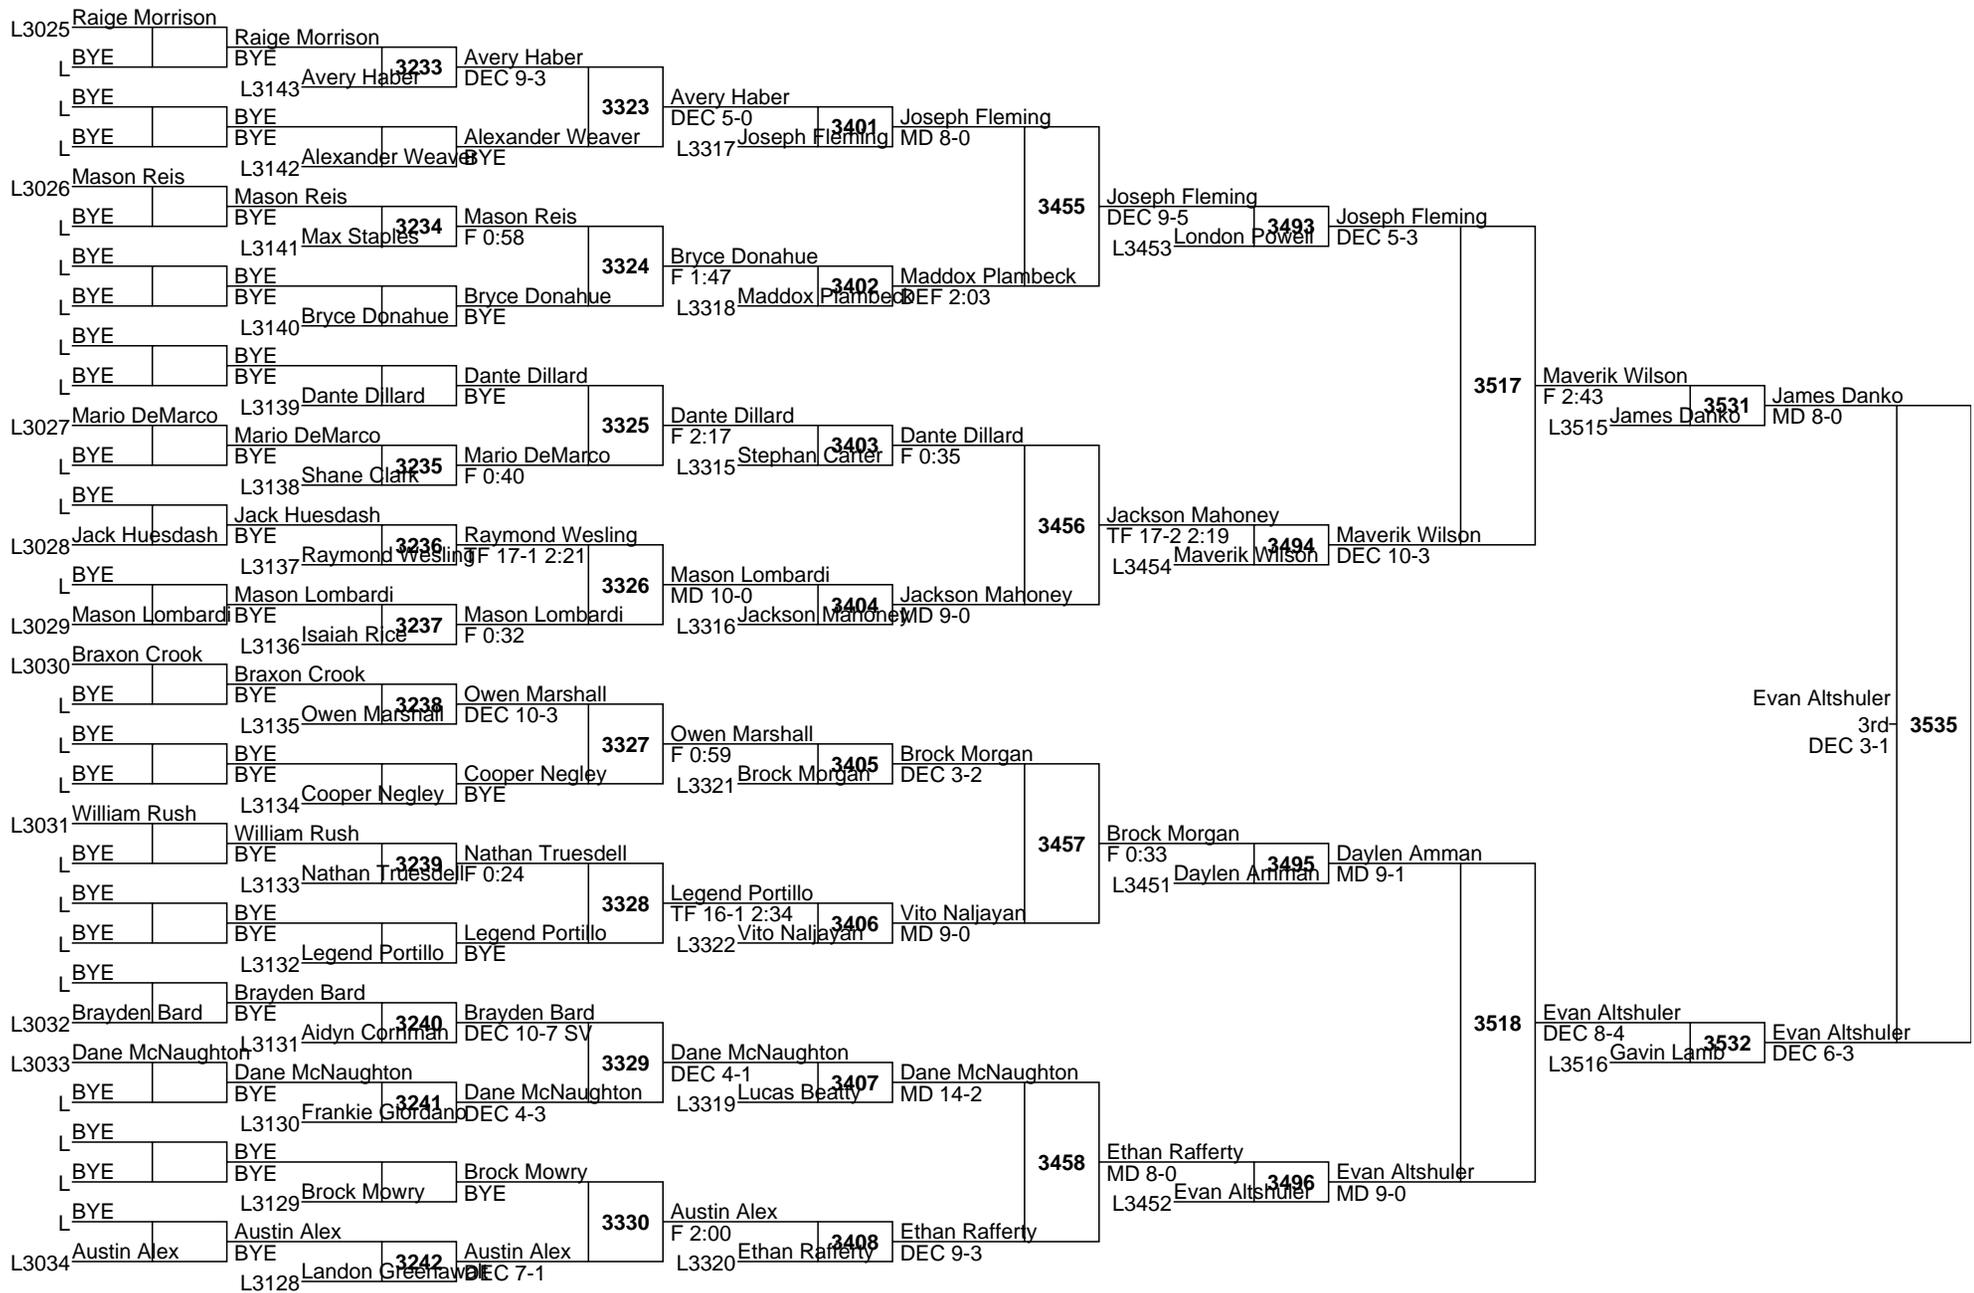 Raige Morrison
L3025
BYE
L
BYE
L
BYE
L
Mason Reis
L3026
BYE
L
BYE
L
BYE
L
BYE
L
BYE
L
Mario DeMarco
L3027
BYE
L
BYE
L
Jack Huesdash
L3028
BYE
L
Mason Lombardi
L3029
Braxon Crook
L3030
BYE
L
BYE
L
BYE
L
William Rush
L3031
BYE
L
BYE
L
BYE
L
BYE
L
Brayden Bard
L3032
Dane McNaughton
L3033
BYE
L
BYE
L
BYE
L
BYE
L
Austin Alex
L3034
Raige Morrison
BYE
3233
L3143 Avery Haber
BYE
BYE
L3142 Alexander Weaver
Mason Reis
BYE
3234
L3141 Max Staples
BYE
BYE
L3140 Bryce Donahue
BYE
BYE
L3139 Dante Dillard
Mario DeMarco
BYE
3235
L3138 Shane Clark
Jack Huesdash
BYE
3236
L3137 Raymond Wesling
Mason Lombardi
BYE
3237
L3136 Isaiah Rice
Braxon Crook
BYE
3238
L3135 Owen Marshall
BYE
BYE
L3134 Cooper Negley
William Rush
BYE
3239
L3133 Nathan Truesdell
BYE
BYE
L3132 Legend Portillo
Brayden Bard
BYE
3240
L3131 Aidyn Cornman
Dane McNaughton
BYE
3241
L3130 Frankie Giordano
BYE
BYE
L3129 Brock Mowry
Austin Alex
BYE
3242
L3128 Landon Greenawalt
Avery Haber
DEC 9-3
3323
Alexander Weaver
BYE
Mason Reis
F 0:58
3324
Bryce Donahue
BYE
Dante Dillard
BYE
3325
Mario DeMarco
F 0:40
Raymond Wesling
TF 17-1 2:21
3326
Mason Lombardi
F 0:32
Owen Marshall
DEC 10-3
3327
Cooper Negley
BYE
Nathan Truesdell
F 0:24
3328
Legend Portillo
BYE
Brayden Bard
DEC 10-7 SV
3329
Dane McNaughton
DEC 4-3
Brock Mowry
BYE
3330
Austin Alex
DEC 7-1
Avery Haber
DEC 5-0
3401
L3317 Joseph Fleming
Bryce Donahue
F 1:47
3402
L3318 Maddox Plambeck
Dante Dillard
F 2:17
3403
L3315 Stephan Carter
Mason Lombardi
MD 10-0
3404
L3316 Jackson Mahoney
Owen Marshall
F 0:59
3405
L3321 Brock Morgan
Legend Portillo
TF 16-1 2:34
3406
L3322 Vito Naljayan
Dane McNaughton
DEC 4-1
3407
L3319 Lucas Beatty
Austin Alex
F 2:00
3408
L3320 Ethan Rafferty
Joseph Fleming
MD 8-0
3455
Maddox Plambeck
DEF 2:03
Dante Dillard
F 0:35
3456
Jackson Mahoney
MD 9-0
Brock Morgan
DEC 3-2
3457
Vito Naljayan
MD 9-0
Dane McNaughton
MD 14-2
3458
Ethan Rafferty
DEC 9-3
Joseph Fleming
DEC 9-5
3493
L3453 London Powell
Jackson Mahoney
TF 17-2 2:19
3494
L3454 Maverik Wilson
Brock Morgan
F 0:33
3495
L3451 Daylen Amman
Ethan Rafferty
MD 8-0
3496
L3452 Evan Altshuler
Joseph Fleming
DEC 5-3
3517
Maverik Wilson
DEC 10-3
Daylen Amman
MD 9-1
3518
Evan Altshuler
MD 9-0
Maverik Wilson
F 2:43
3531
L3515 James Danko
Evan Altshuler
DEC 8-4
3532
L3516 Gavin Lamb
James Danko
MD 8-0
Evan Altshuler
3rd
DEC 3-1
3535
Evan Altshuler
DEC 6-3